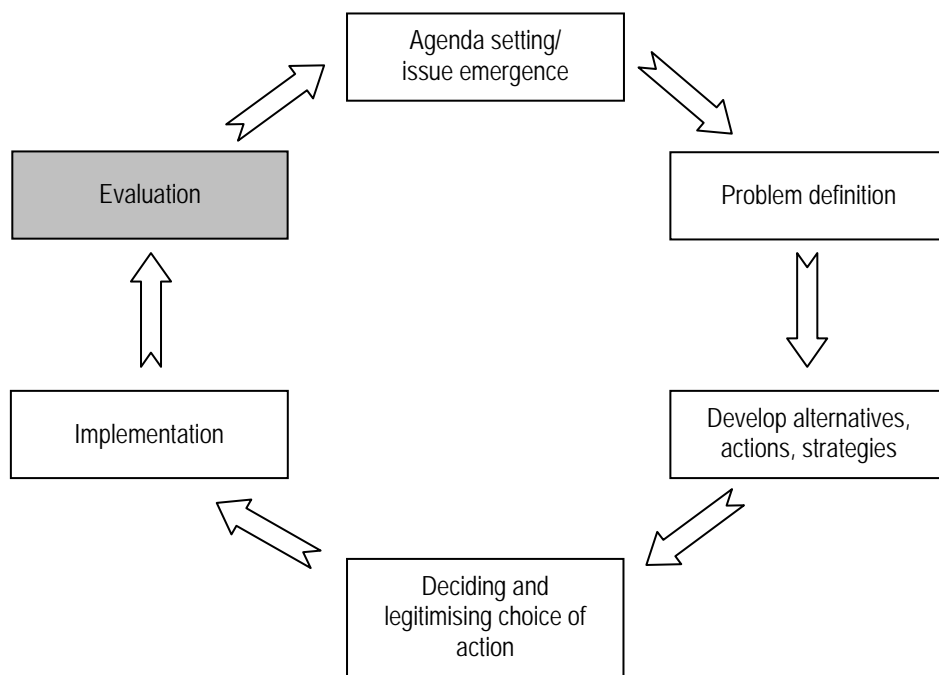 Agenda setting/
issue emergence
Problem definition
Develop alternatives,
actions, strategies
Deciding and
legitimising choice of
action
Implementation
Evaluation